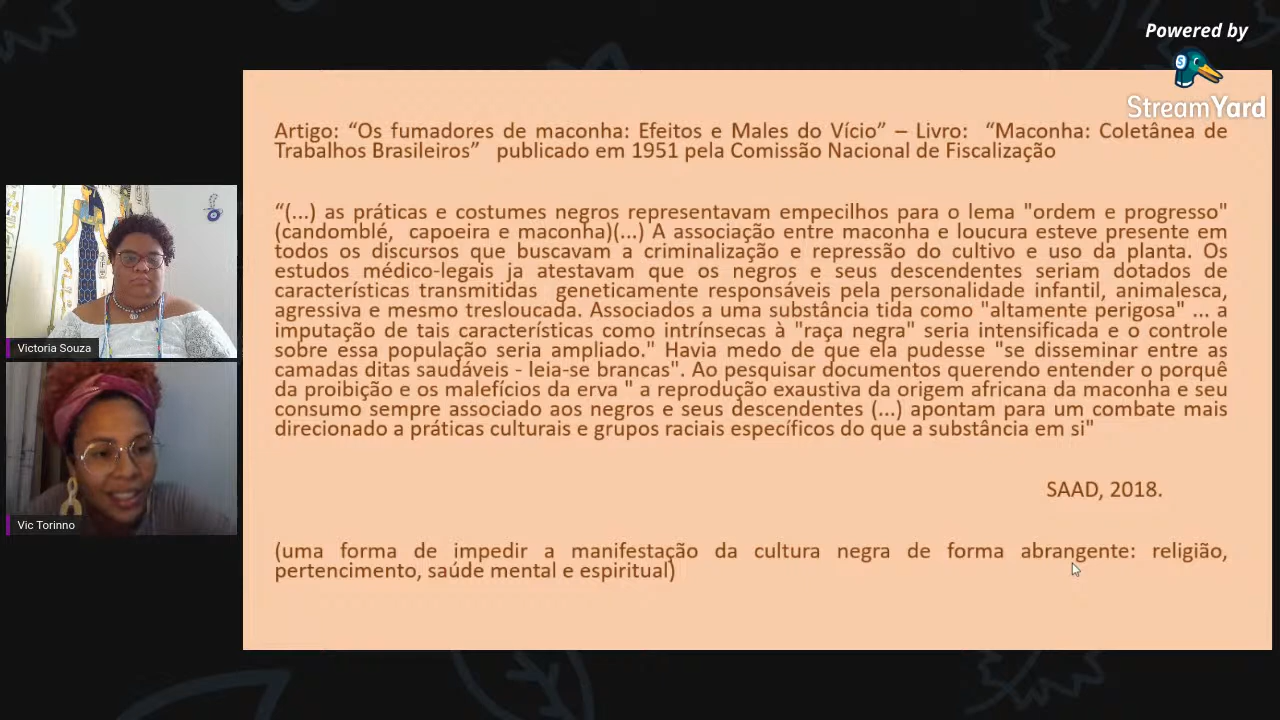 Powered by
StreamYard
Artigo: “Os fumadores de maconha: Efeitos e Males do Vício” – Livro: “Maconha: Coletânea de
Trabalhos Brasileiros” publicado em 1951 pela Comissão Nacional de Fiscalização
“(...) as práticas e costumes negros representavam empecilhos para o lema "ordem e progresso"
(candomblé, capoeira e maconha)(...) A associação entre maconha e loucura esteve presente em
todos os discursos que buscavam a criminalização e repressão do cultivo e uso da planta. Os
estudos médico-legais ja atestavam que os negros e seus descendentes seriam dotados de
características transmitidas geneticamente responsáveis pela personalidade infantil, animalesca,
agressiva e mesmo tresloucada. Associados a uma substância tida como "altamente perigosa" ... a
imputação de tais características como intrínsecas à "raça negra" seria intensificada e o controle
sobre essa população seria ampliado." Havia medo de que ela pudesse "se disseminar entre as
camadas ditas saudáveis - leia-se brancas". Ao pesquisar documentos querendo entender o porquê
da proibição e os malefícios da erva " a reprodução exaustiva da origem africana da maconha e seu
consumo sempre associado aos negros e seus descendentes (...) apontam para um combate mais
direcionado a práticas culturais e grupos raciais específicos do que a substância em si"
SAAD, 2018.
(uma forma de impedir a manifestação da cultura negra de forma abrangente: religião,
pertencimento, saúde mental e espiritual)
Victoria Souza
Vic Torinno